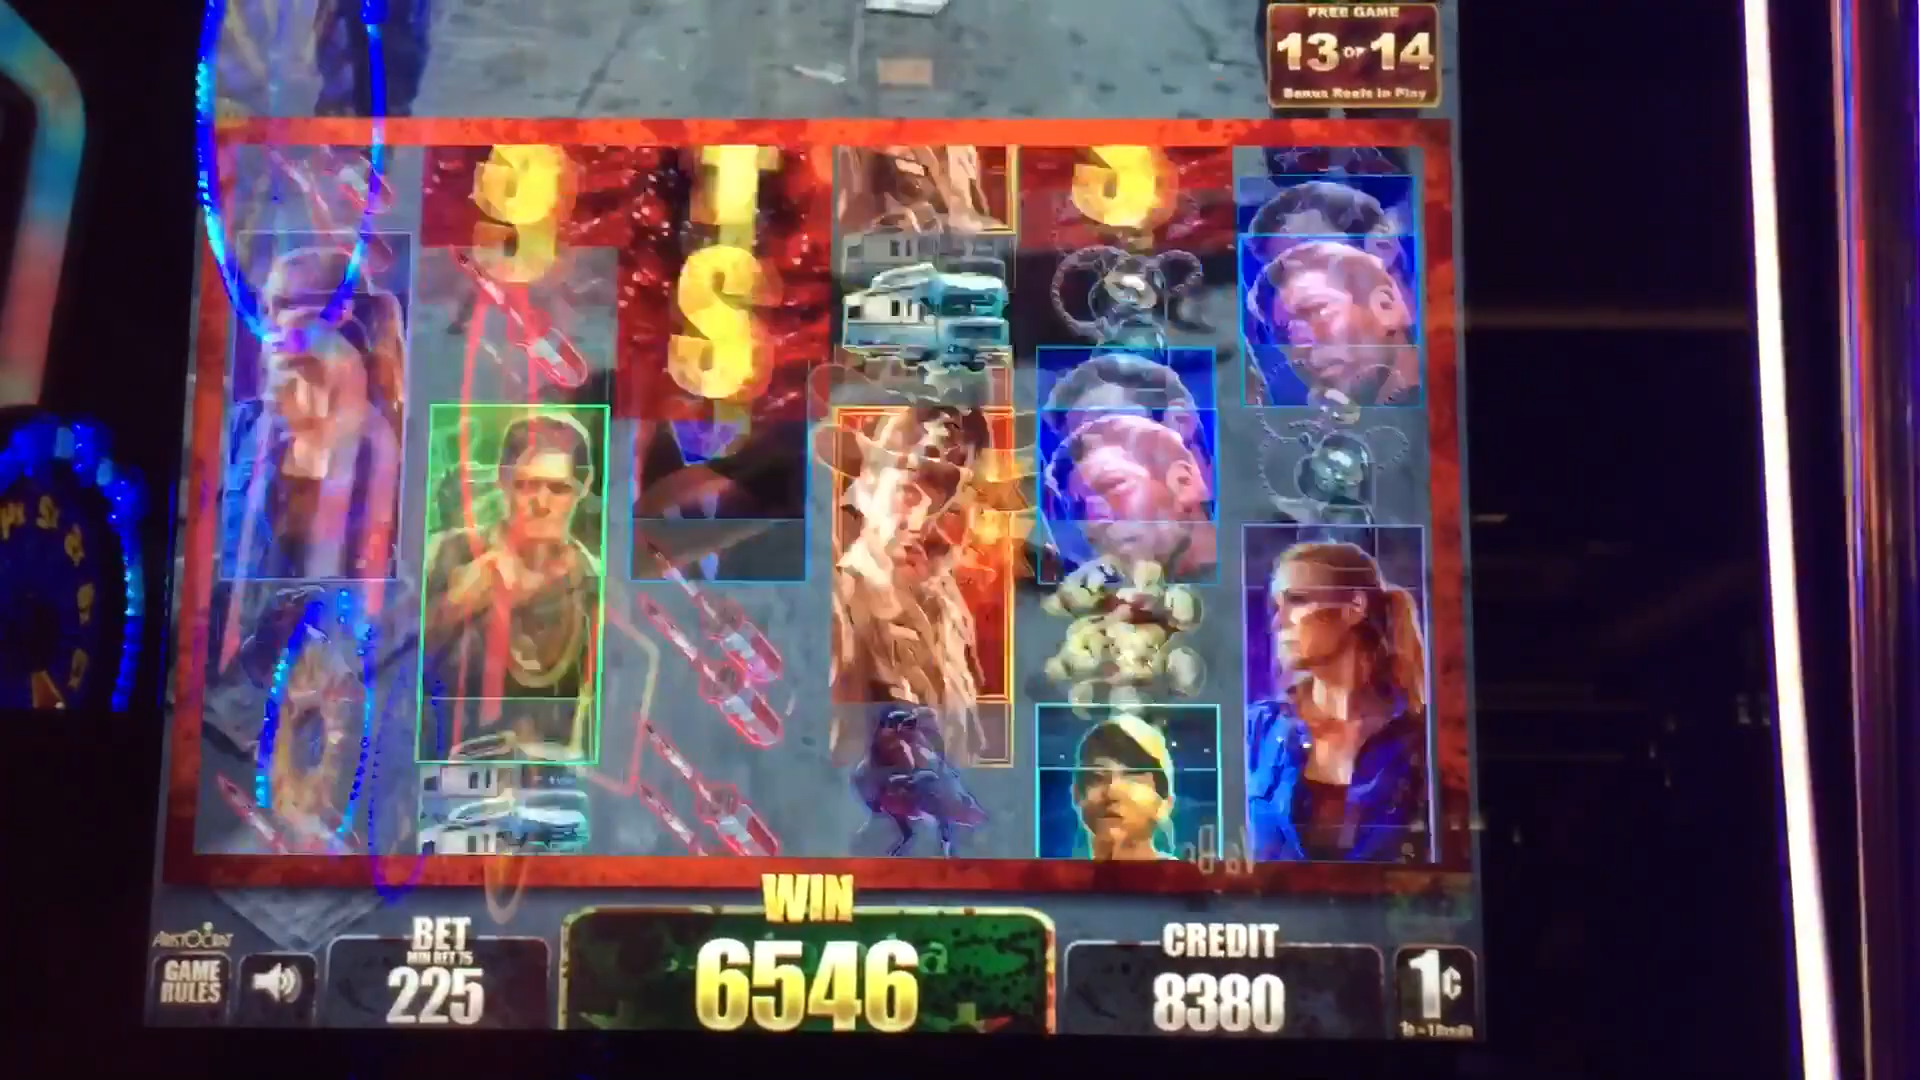 FREE GAME
13 OF 14
Bonus Reels in Play
WIN
ARISTOCRAT
GAME
RULES
BET
MIN BET 75
225
6546
CREDIT
8380
1¢